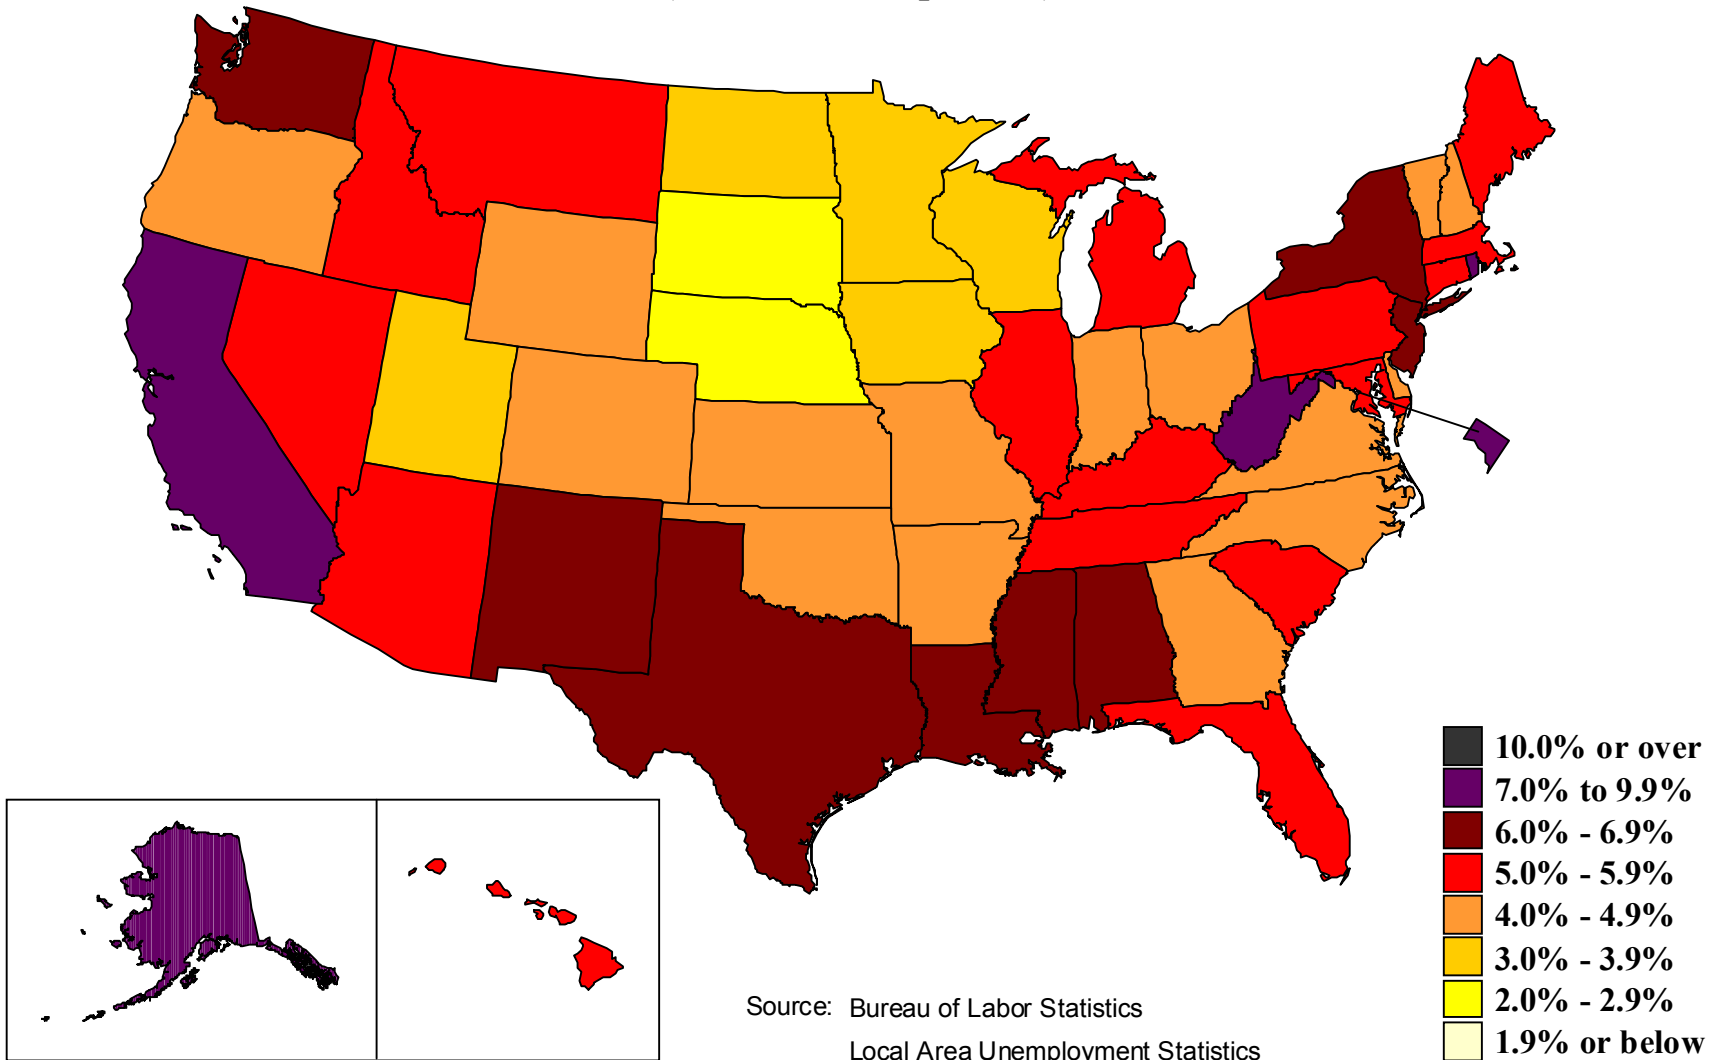 10.0% or over
7.0% to 9.9%
6.0% - 6.9%
5.0% - 5.9%
4.0% - 4.9%
3.0% - 3.9%
2.0% - 2.9%
1.9% or below
Source: Bureau of Labor Statistics
Local Area Unemployment Statistics